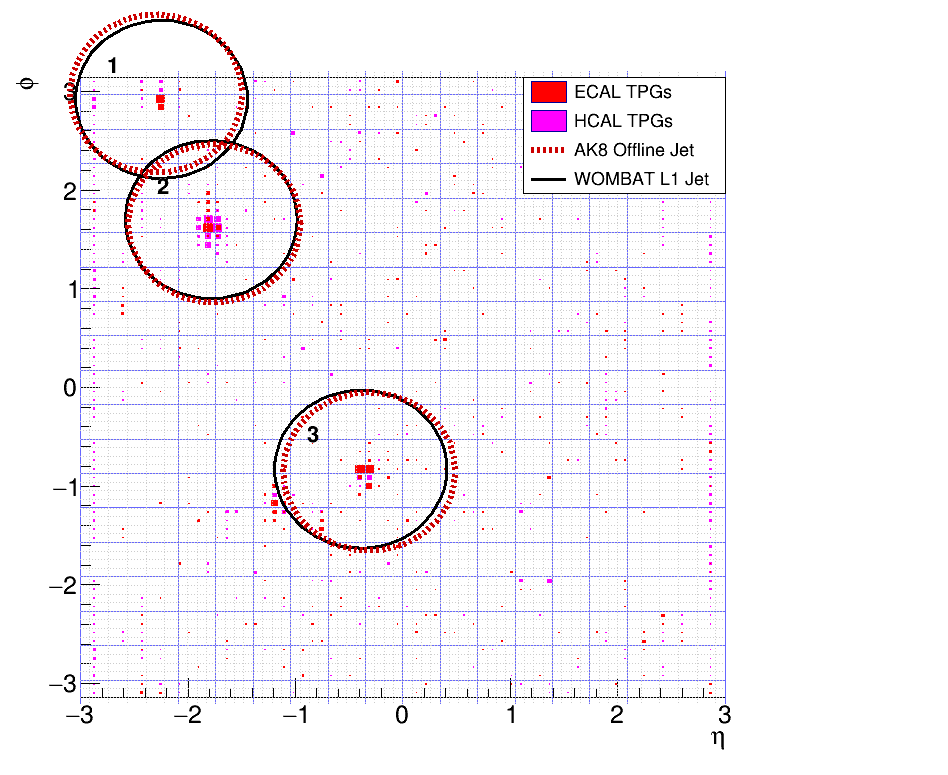 1
ϕ
3
ECAL TPGs
HCAL TPGs
AK8 Offline Jet
WOMBAT L1 Jet
2
2
1
0
3
−1
−2
−3
−3 −2 −1 0 1 2 3
η